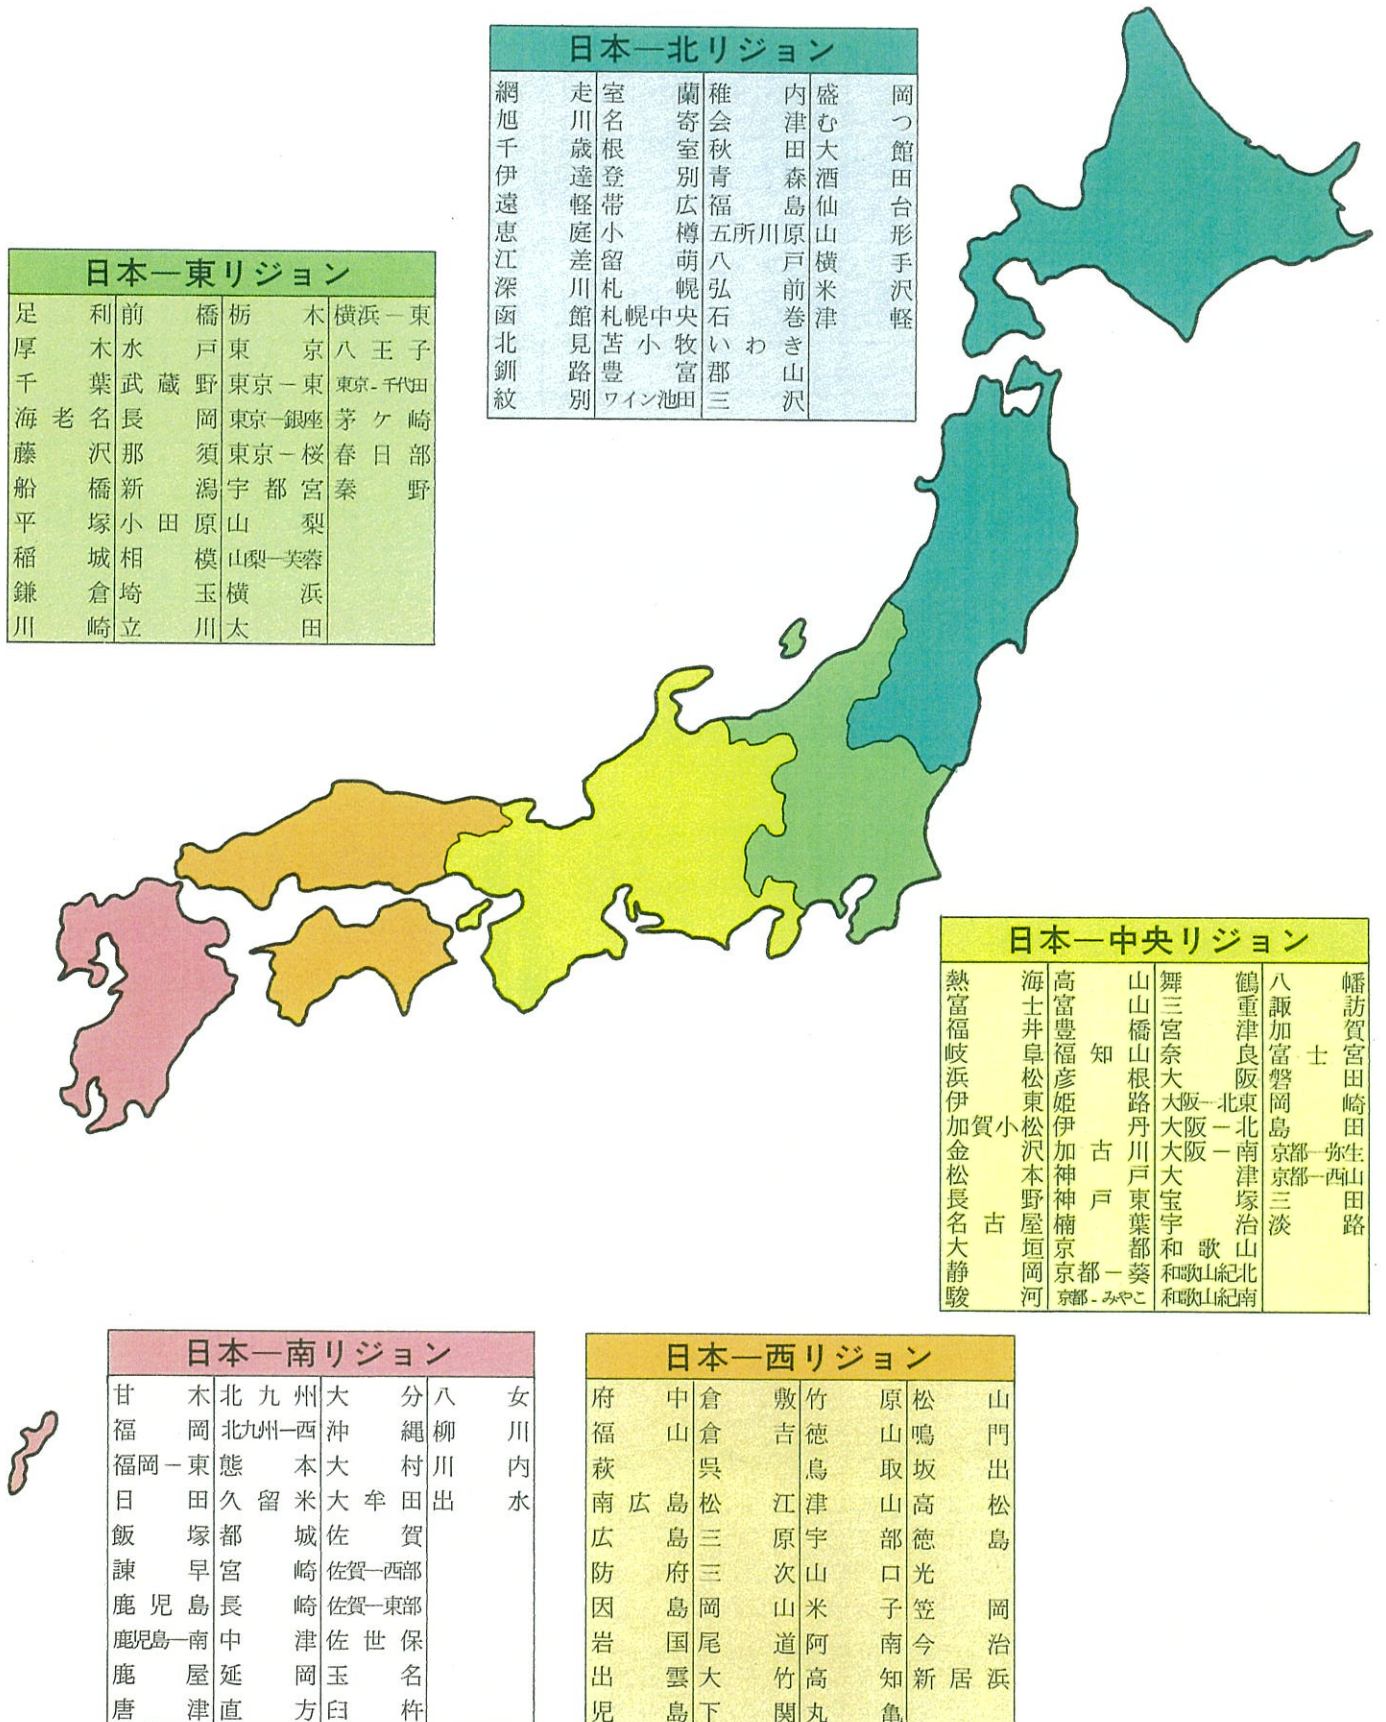 日本―北リジョン
網走 室蘭 稚内 盛岡
旭川 名寄 会津 むつ
千歳 根室 秋田 大館
伊達 登別 青森 酒田
遠軽 帯広 福島 仙台
恵庭 小樽 五所川原 山形
江差 留萌 八戸 横手
深川 札幌 弘前 米沢
函館 札幌中央 石巻 津軽
北見 苫小牧 いわき
釧路 豊富 郡山
紋別 ワイン池田 三沢
日本―東リジョン
足利 前橋 栃木 横浜－東
厚木 水戸 東京 八王子
千葉 武蔵野 東京－東 東京-千代田
海老名 長岡 東京―銀座 茅ケ崎
藤沢 那須 東京－桜 春日部
船橋 新潟 宇都宮 秦野
平塚 小田原 山梨
稲城 相模 山梨―芙蓉
鎌倉 埼玉 横浜
川崎 立川 太田
日本―中央リジョン
熱海 高山 舞鶴 八幡
富士 富山 三重 諏訪
福井 豊橋 宮津 加賀
岐阜 福知山 奈良 富士宮
浜松 彦根 大阪 磐田
伊東 姫路 大阪―北東 岡崎
加賀小松 伊丹 大阪－北 島田
金沢 加古川 大阪－南 京都―弥生
松本 神戸 大津 京都―西山
長野 神戸東 宝塚 三田
名古屋 楠葉 宇治 淡路
大垣 京都 和歌山
静岡 京都－葵 和歌山紀北
駿河 京都-みやこ 和歌山紀南
日本―南リジョン
甘木 北九州 大分 八女
福岡 北九州―西 沖縄 柳川
福岡－東 態本 大村 川内
日田 久留米 大牟田 出水
飯塚 都城 佐賀
諫早 宮崎 佐賀―西部
鹿児島 長崎 佐賀―東部
鹿児島―南 中津 佐世保
鹿屋 延岡 玉名
唐津 直方 臼杵
日本―西リジョン
府中 倉敷 竹原 松山
福山 倉吉 徳山 鳴門
萩 呉 鳥取 坂出
南広島 松江 津山 高松
広島 三原 宇部 徳島
防府 三次 山口 光
因島 岡山 米子 笠岡
岩国 尾道 阿南 今治
出雲 大竹 高知 新居浜
児島 下関 丸亀